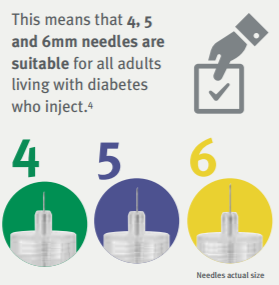 This means that 4, 5
and 6mm needles are
suitable for all adults
living with diabetes
who inject.⁴
4
5
6
Needles actual size